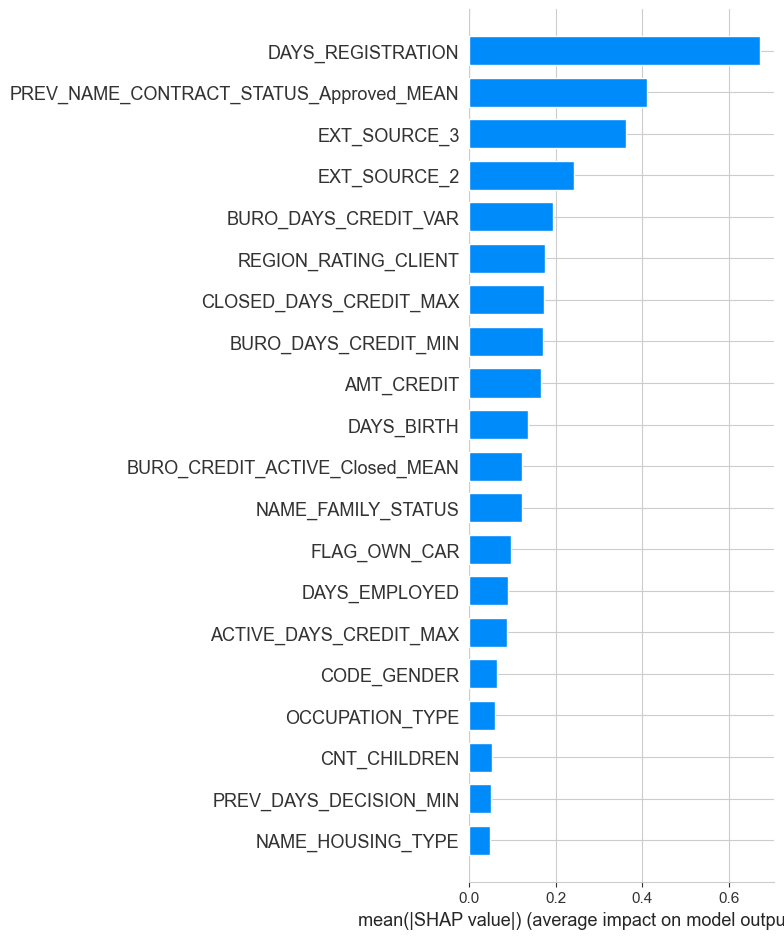 DAYS_REGISTRATION
PREV_NAME_CONTRACT_STATUS_Approved_MEAN
EXT_SOURCE_3
EXT_SOURCE_2
BURO_DAYS_CREDIT_VAR
REGION_RATING_CLIENT
CLOSED_DAYS_CREDIT_MAX
BURO_DAYS_CREDIT_MIN
AMT_CREDIT
DAYS_BIRTH
BURO_CREDIT_ACTIVE_Closed_MEAN
NAME_FAMILY_STATUS
FLAG_OWN_CAR
DAYS_EMPLOYED
ACTIVE_DAYS_CREDIT_MAX
CODE_GENDER
OCCUPATION_TYPE
CNT_CHILDREN
PREV_DAYS_DECISION_MIN
NAME_HOUSING_TYPE
0.0 0.2 0.4 0.6
mean(|SHAP value|) (average impact on model outpu